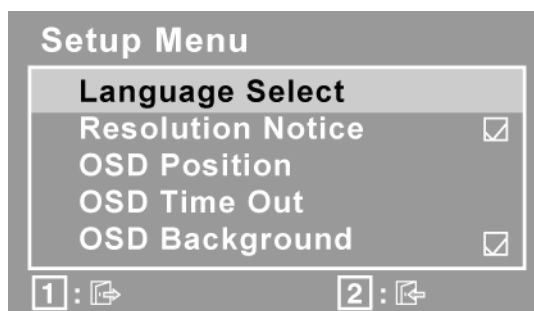 Setup Menu
Language Select
Resolution Notice
OSD Position
OSD Time Out
OSD Background
1 : 2 :